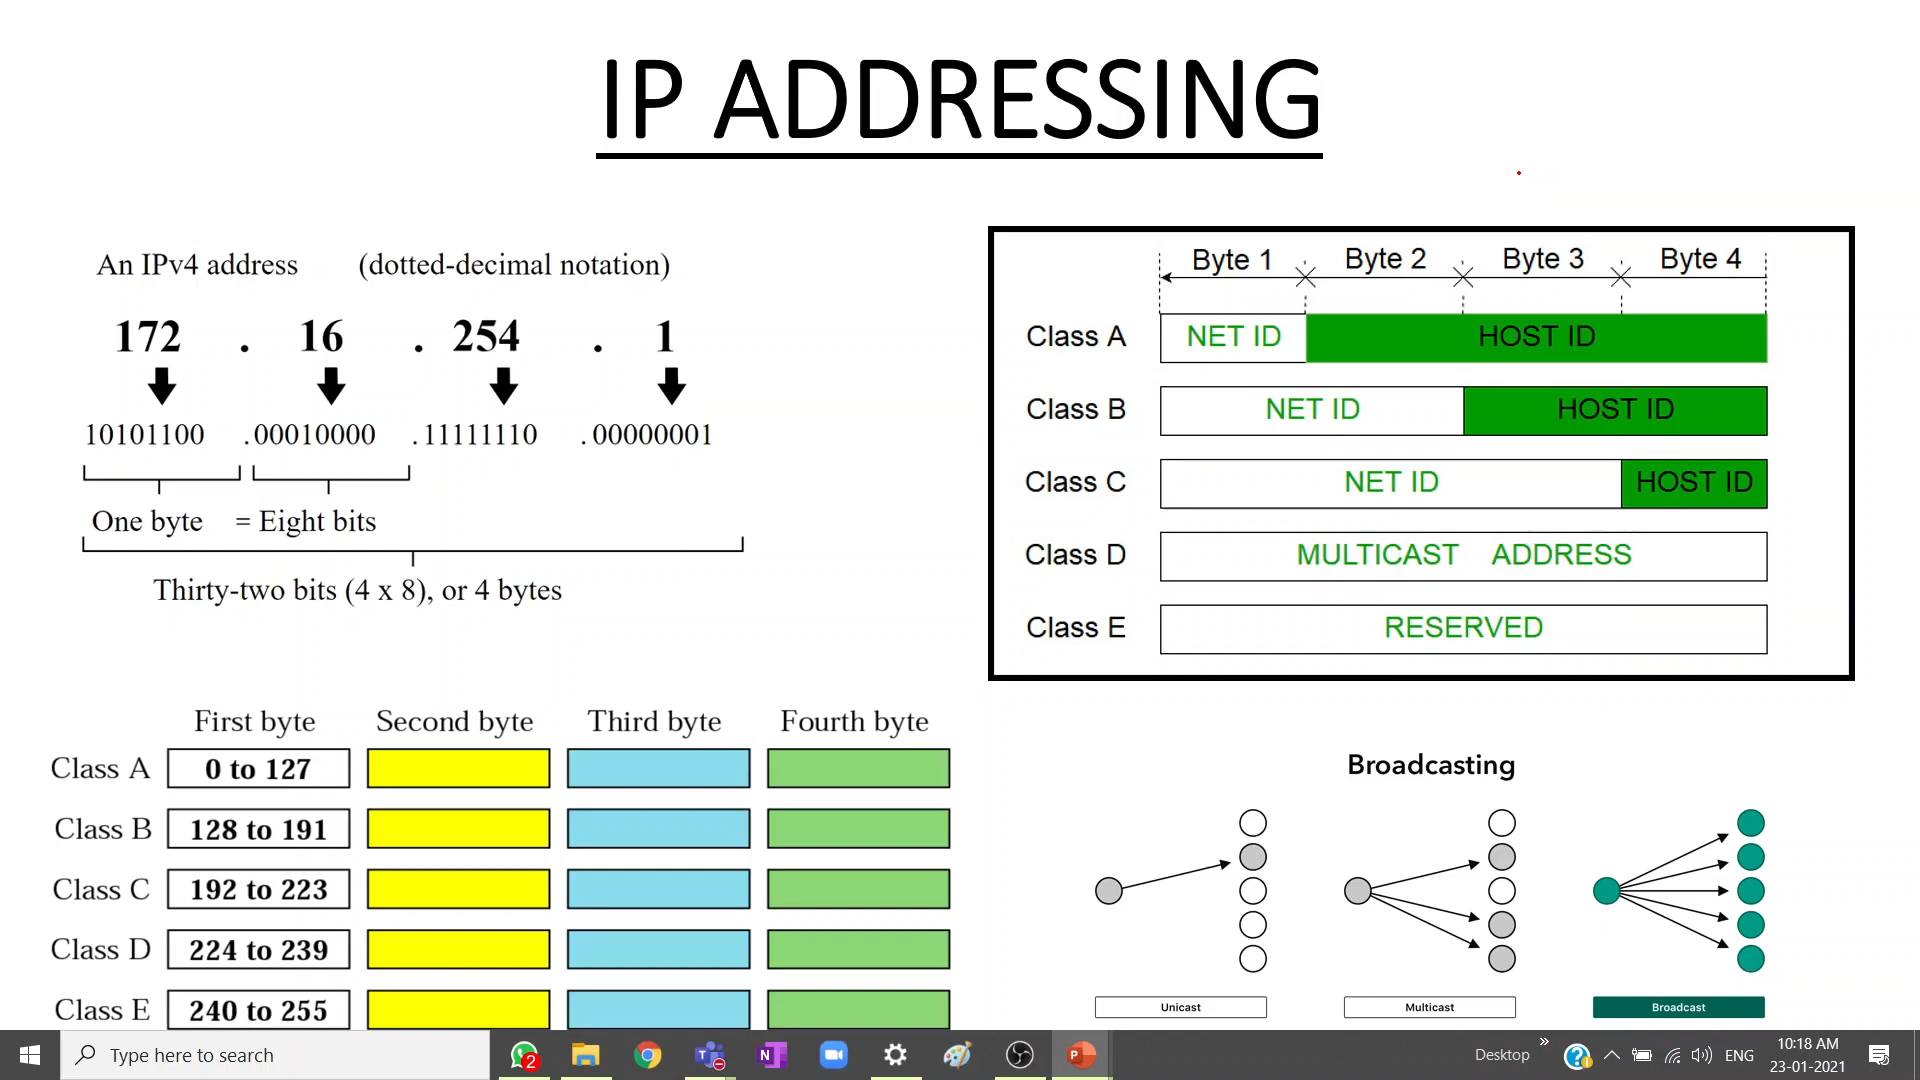 IP ADDRESSING
An IPv4 address (dotted-decimal notation)
172 . 16 . 254 . 1
10101100 .00010000 .11111110 .00000001
One byte = Eight bits
Thirty-two bits (4 x 8), or 4 bytes
Byte 1 Byte 2 Byte 3 Byte 4
Class A NET ID HOST ID
Class B NET ID HOST ID
Class C NET ID HOST ID
Class D MULTICAST ADDRESS
Class E RESERVED
First byte Second byte Third byte Fourth byte
Class A 0 to 127
Class B 128 to 191
Class C 192 to 223
Class D 224 to 239
Class E 240 to 255
Broadcasting
Unicast Multicast Broadcast
Type here to search
2
Desktop
ENG
10:18 AM
23-01-2021